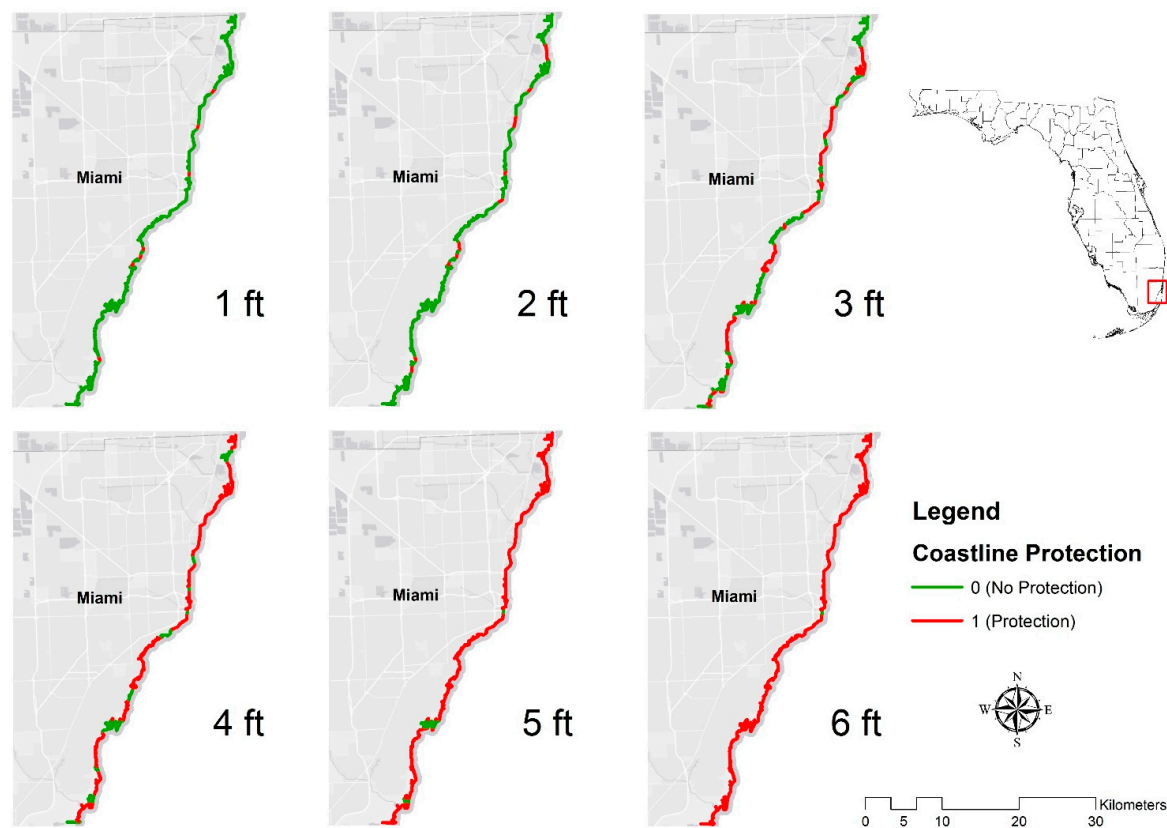 Miami
1 ft
Miami
2 ft
Miami
3 ft
Miami
4 ft
Miami
5 ft
Miami
6 ft
Legend
Coastline Protection
0 (No Protection)
1 (Protection)
N
W E
S
Kilometers
0 5 10 20 30